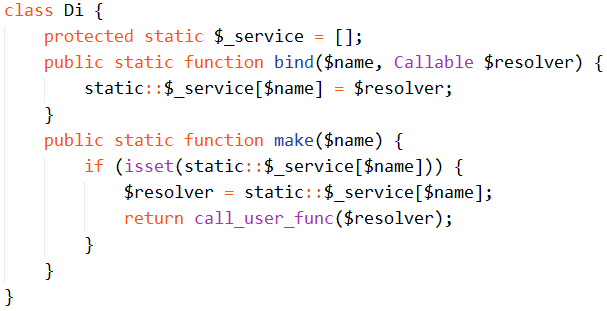 class Di {
    protected static $_service = [];
    public static function bind($name, Callable $resolver) {
        static::$_service[$name] = $resolver;
    }
    public static function make($name) {
        if (isset(static::$_service[$name])) {
            $resolver = static::$_service[$name];
            return call_user_func($resolver);
        }
    }
}